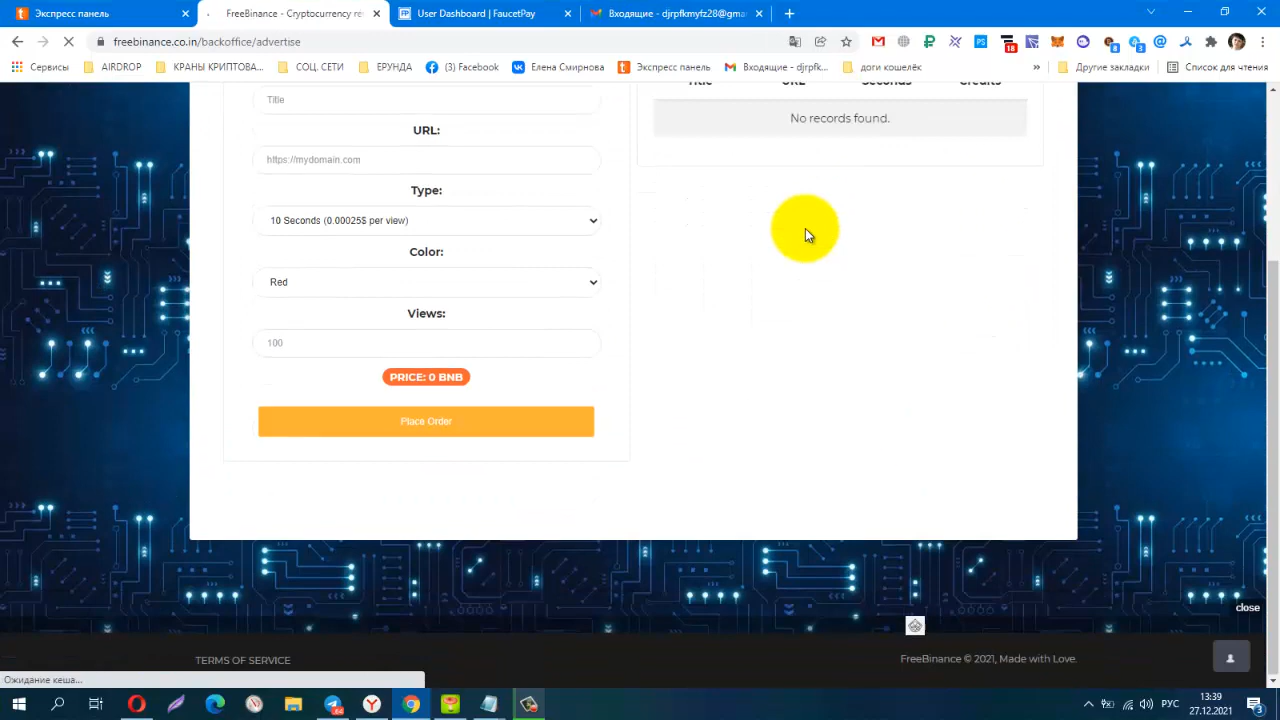 Экспресс панель
FreeBinance - Cryptocurrency re
User Dashboard | FaucetPay
Входящие - djrpfkmyfz28@gma
freebinance.co.in/backoffice/advertise
18
8
3
Сервисы
AIRDROP
КРАНЫ КРИПТОВА...
СОЦ. СЕТИ
ЕРУНДА
(3) Facebook
Елена Смирнова
Экспресс панель
Входящие - djrpfk...
доги кошелёк
»
Другие закладки
Список для чтения
Title URL Seconds Credits
Title
No records found.
URL:
https://mydomain.com
Type:
10 Seconds (0.00025$ per view)
Color:
Red
Views:
100
PRICE: 0 BNB
Place Order
close
TERMS OF SERVICE
FreeBinance © 2021, Made with Love.
Ожидание кеша...
РУС
13:39
27.12.2021
3